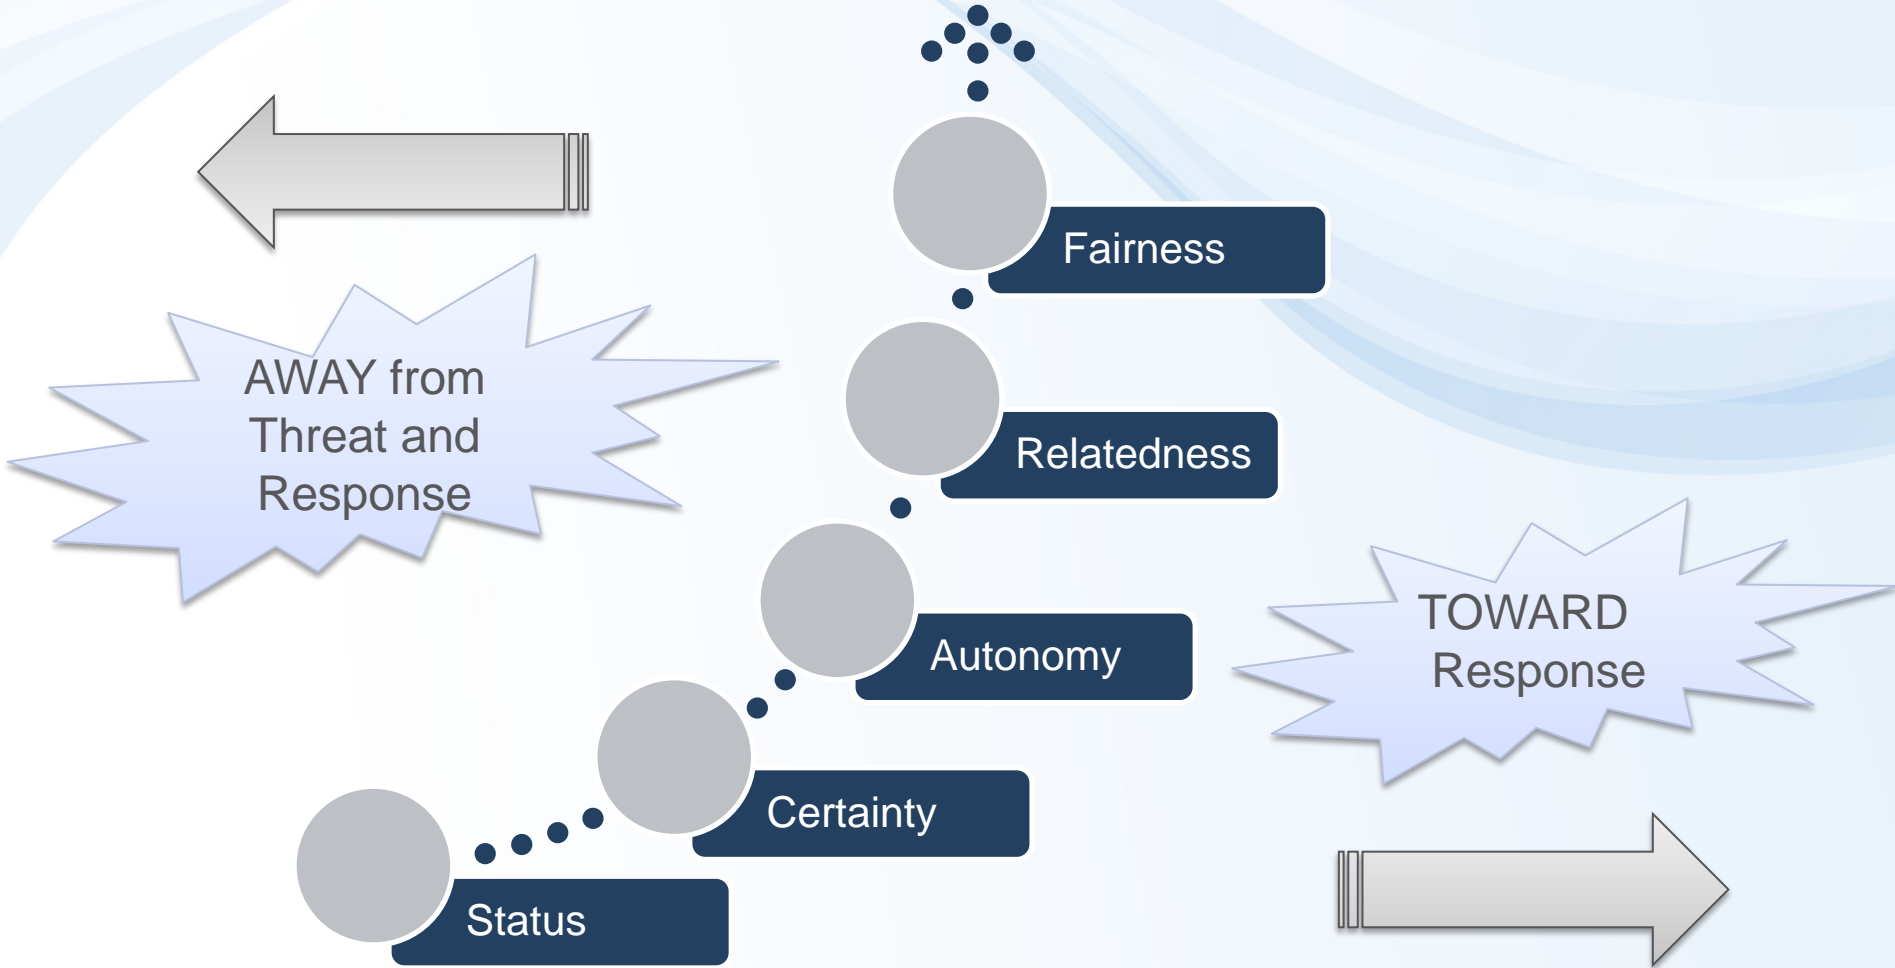 Fairness
AWAY from
Threat and
Response
Relatedness
TOWARD
Response
Autonomy
Certainty
Status